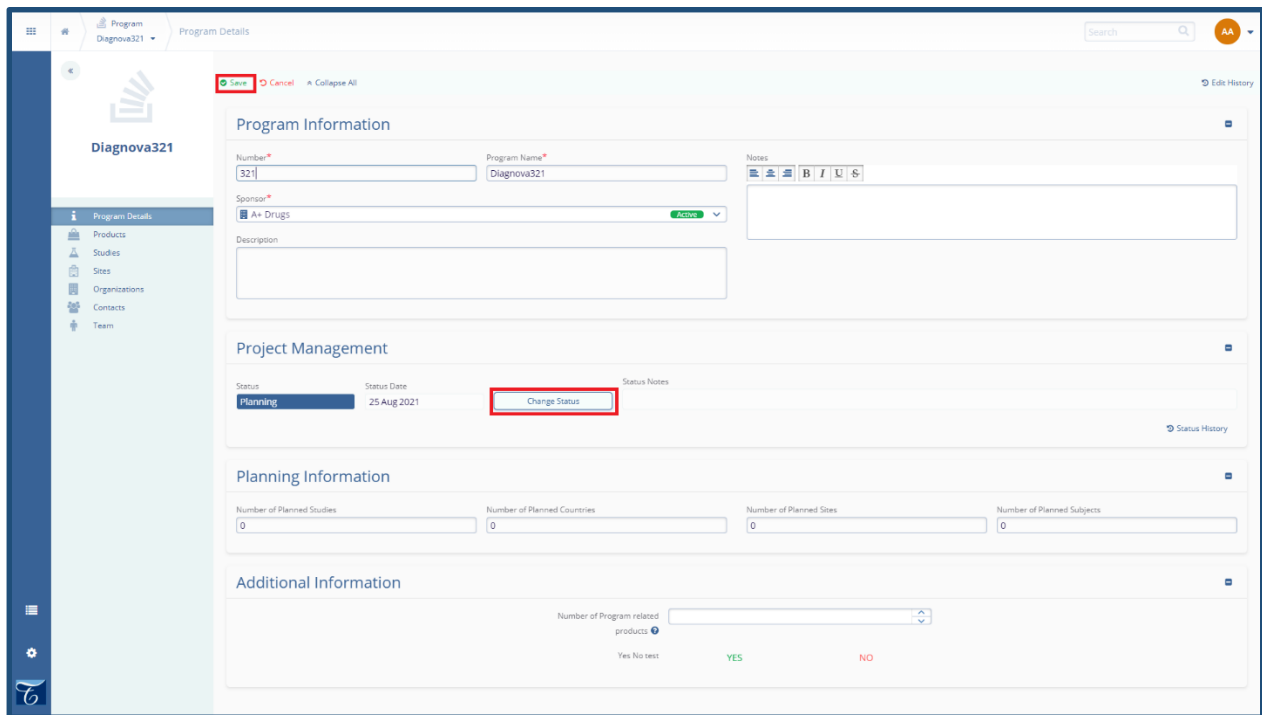 Program
Diagnova321
Program Details
Search
AA
Diagnova321
Program Details
Products
Studies
Sites
Organizations
Contacts
Team
Save Cancel Collapse All
Edit History
Program Information
Number* Program Name* Notes
321 Diagnova321 B I U S
Sponsor*
A+ Drugs Active
Description
Project Management
Status Status Date Status Notes
Planning 25 Aug 2021 Change Status
Status History
Planning Information
Number of Planned Studies Number of Planned Countries Number of Planned Sites Number of Planned Subjects
0 0 0 0
Additional Information
Number of Program related
products
Yes No test YES NO